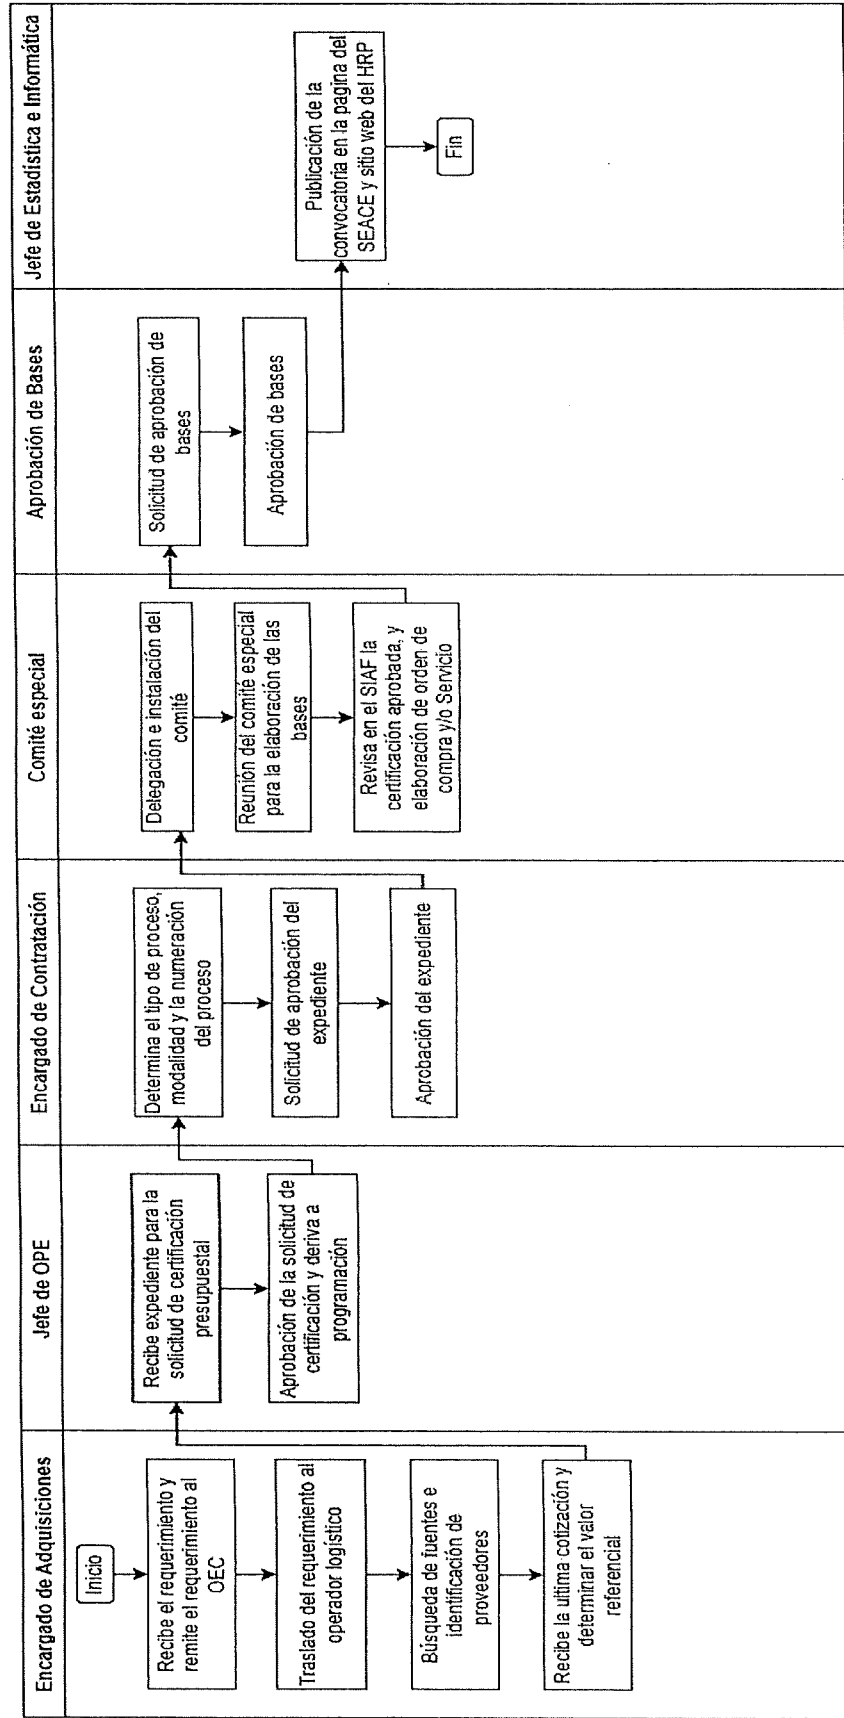 Encargado de Adquisiciones
Inicio
Recibe el requerimiento y
remite el requerimiento al
OEC
Traslado del requerimiento al
operador logístico
Búsqueda de fuentes e
identificación de
proveedores
Recibe la ultima cotización y
determinar el valor
referencial
Jefe de OPE
Recibe expediente para la
solicitud de certificación
presupuestal
Aprobación de la solicitud de
certificación y deriva a
programación
Encargado de Contratación
Determina el tipo de proceso,
modalidad y la numeración
del proceso
Solicitud de aprobación del
expediente
Aprobación del expediente
Comité especial
Delegación e instalación del
comité
Reunión del comité especial
para la elaboración de las
bases
Revisa en el SIAF la
certificación aprobada, y
elaboración de orden de
compra y/o Servicio
Aprobación de Bases
Solicitud de aprobación de
bases
Aprobación de bases
Jefe de Estadística e Informática
Publicación de la
convocatoria en la pagina del
SEACE y sitio web del HRP
Fin